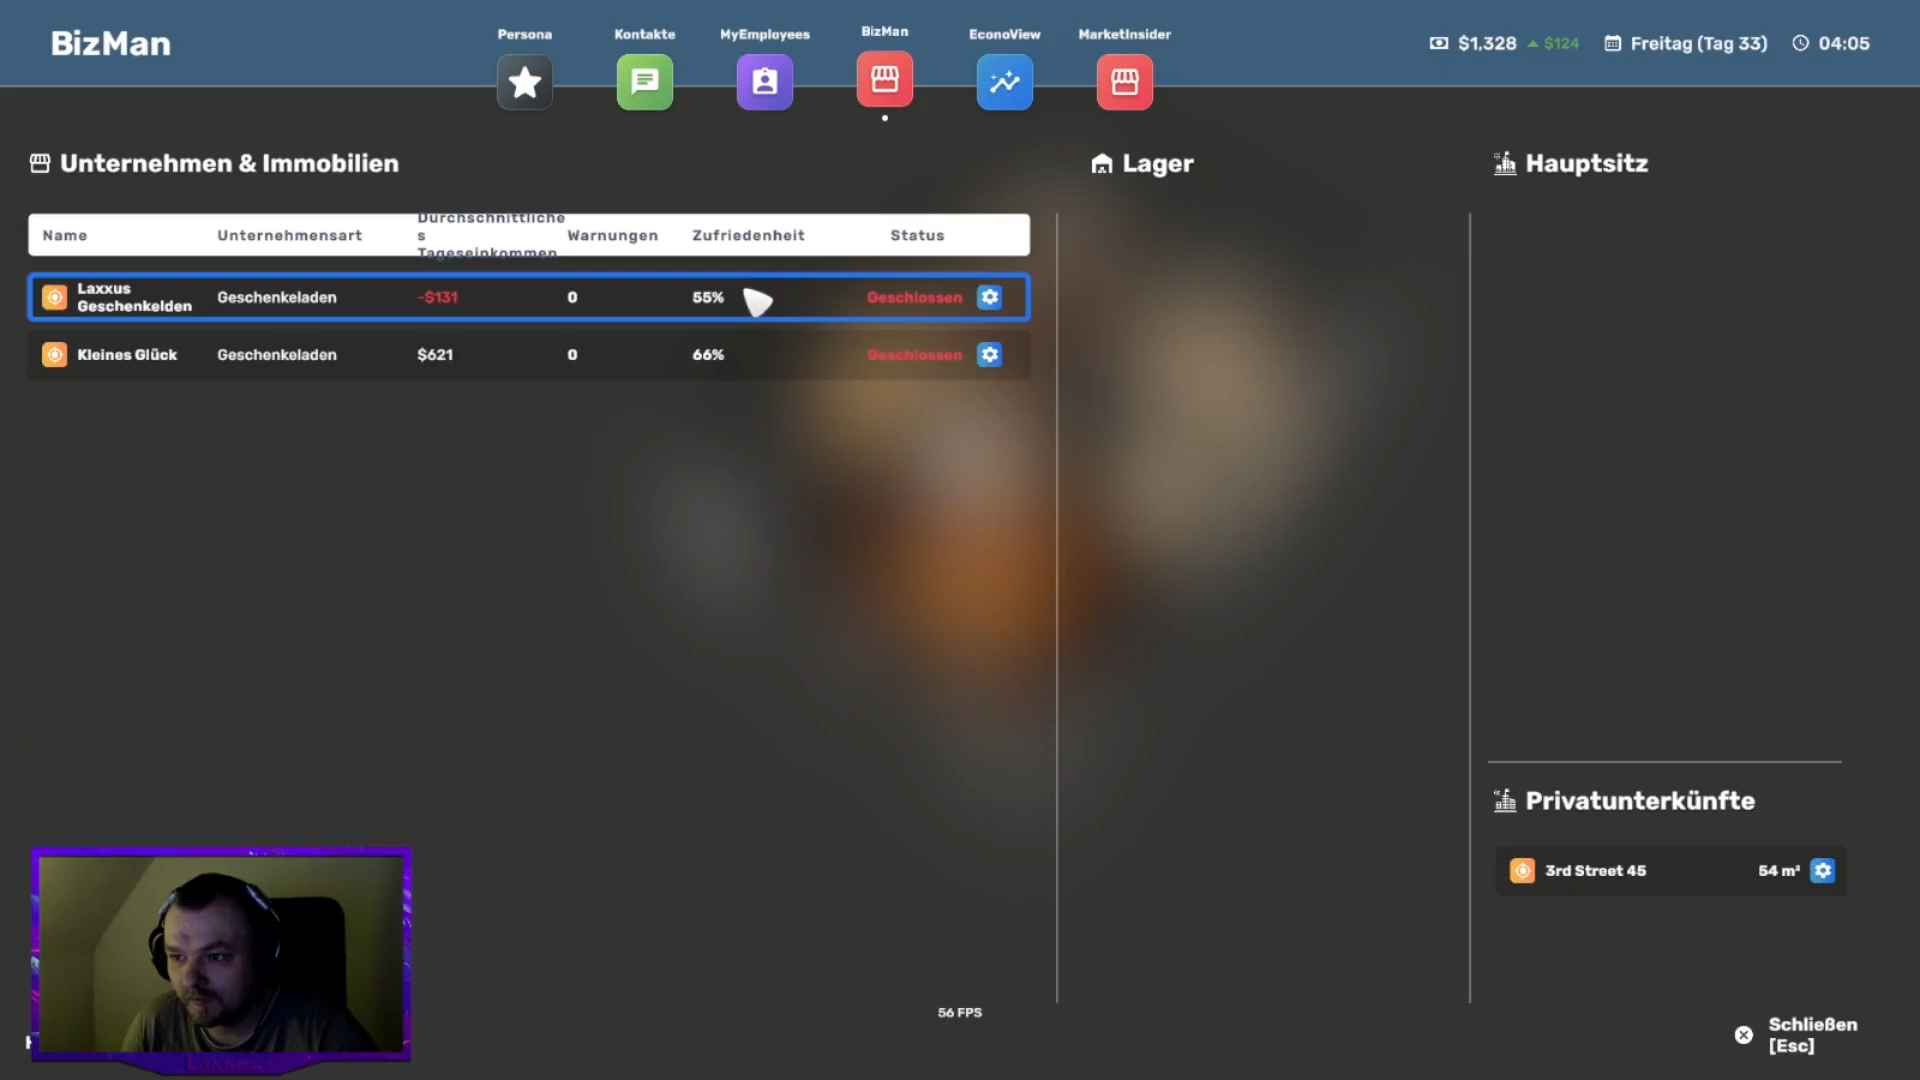 BizMan
Persona
Kontakte
MyEmployees
BizMan
EconoView
MarketInsider
$1,328
$124
Freitag (Tag 33)
04:05
Unternehmen & Immobilien
Lager
Hauptsitz
Name
Unternehmensart
Durchschnittliche
s
Tageseinkommen
Warnungen
Zufriedenheit
Status
Laxxus
Geschenkelden
Geschenkeladen
-$131
0
55%
Geschlossen
Kleines Glück
Geschenkeladen
$621
0
66%
Geschlossen
Privatunterkünfte
3rd Street 45
54 m²
56 FPS
Schließen
[Esc]